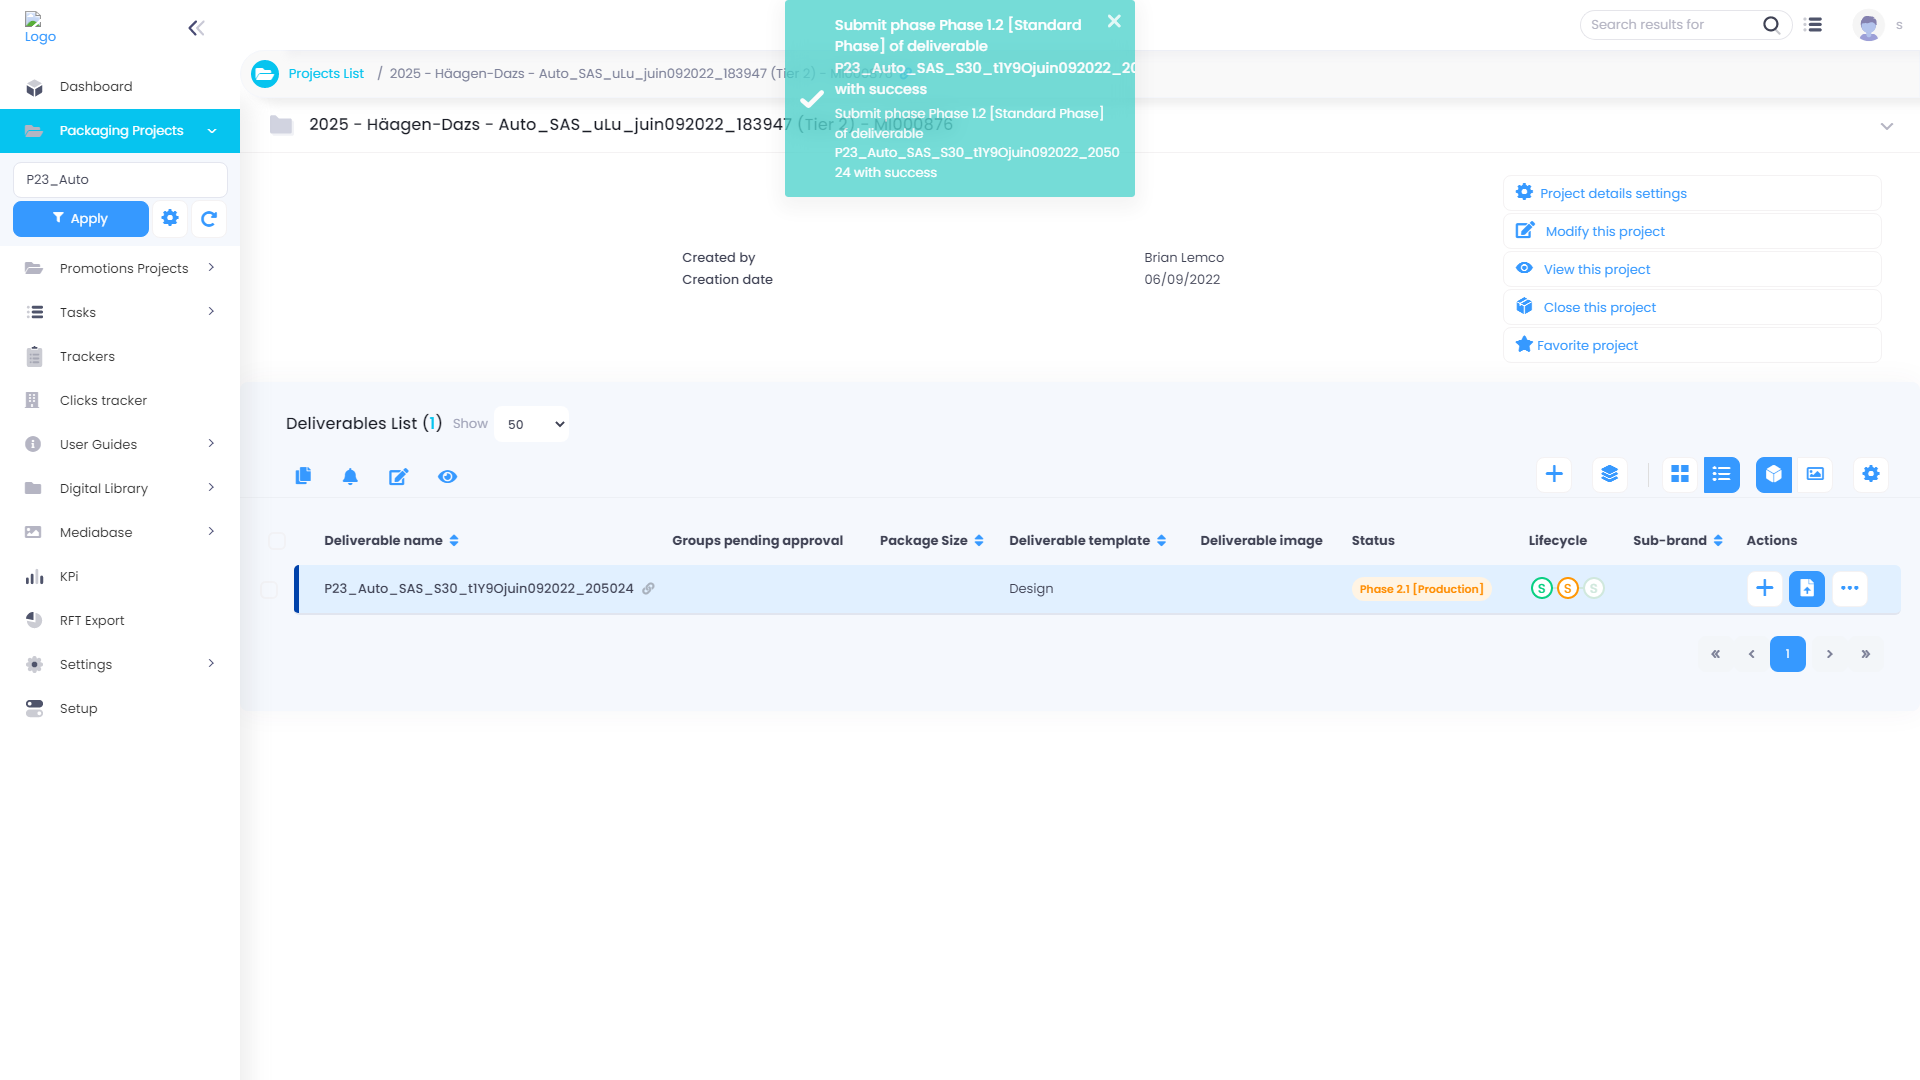 Logo
Search results for
s
Submit phase Phase 1.2 [Standard
Phase] of deliverable
P23_Auto_SAS_S30_t1Y9Ojuin092022_20
with success
Submit phase Phase 1.2 [Standard Phase]
of deliverable
P23_Auto_SAS_S30_t1Y9Ojuin092022_2050
24 with success
Projects List / 2025 - Häagen-Dazs - Auto_SAS_uLu_juin092022_183947 (Tier 2) - MI000876
2025 - Häagen-Dazs - Auto_SAS_uLu_juin092022_183947 (Tier 2) - MI000876
Dashboard
Packaging Projects
P23_Auto
Apply
Promotions Projects
Tasks
Trackers
Clicks tracker
User Guides
Digital Library
Mediabase
KPi
RFT Export
Settings
Setup
Created by Brian Lemco
Creation date 06/09/2022
Project details settings
Modify this project
View this project
Close this project
Favorite project
Deliverables List (1) Show 50
Deliverable name Groups pending approval Package Size Deliverable template Deliverable image Status Lifecycle Sub-brand Actions
P23_Auto_SAS_S30_t1Y9Ojuin092022_205024 Design Phase 2.1 [Production] S S S
« ‹ 1 › »